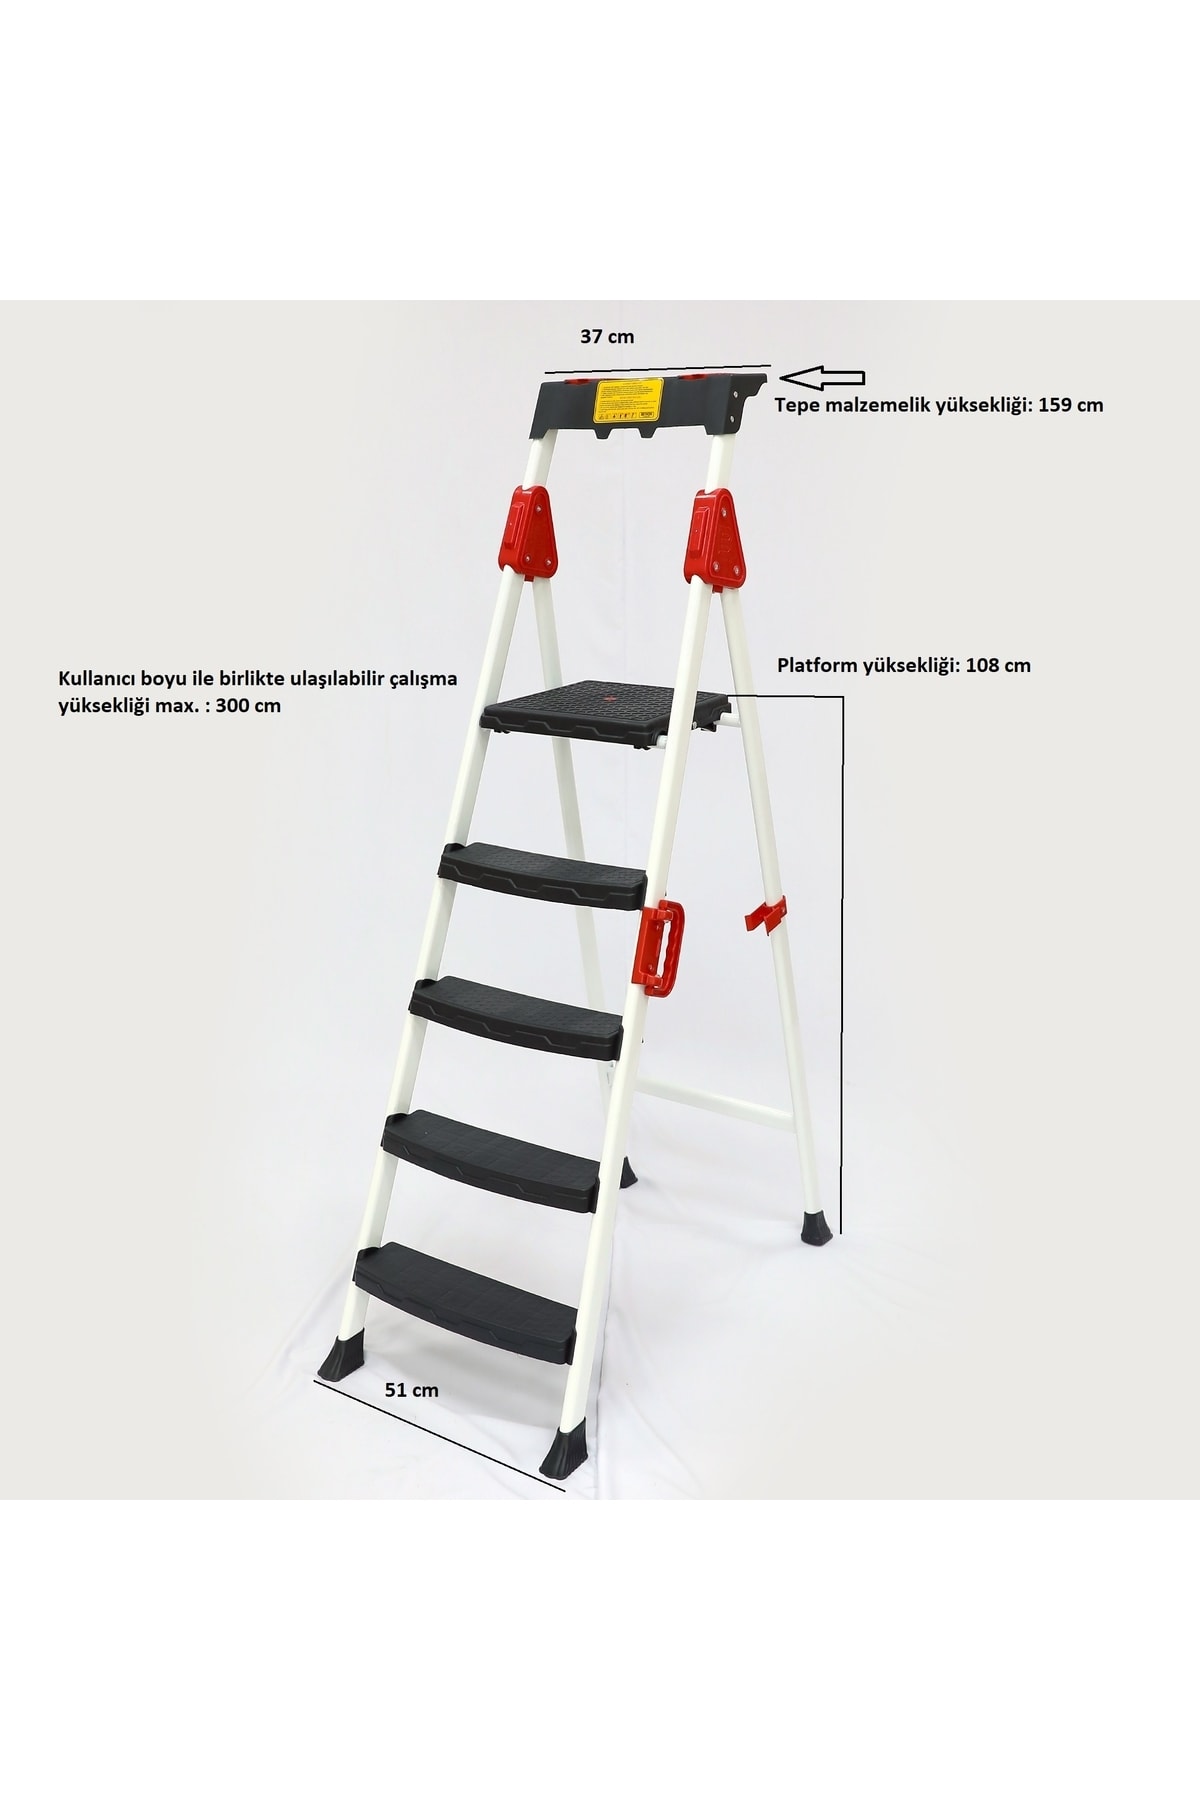 37 cm
Tepe malzemelik yüksekliği: 159 cm
Platform yüksekliği: 108 cm
Kullanıcı boyu ile birlikte ulaşılabilir çalışma
yüksekliği max. : 300 cm
51 cm